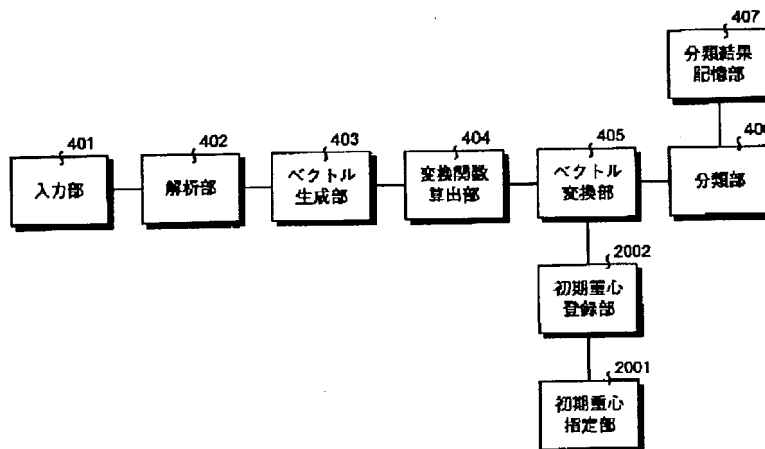 407
分類結果
記憶部
401
入力部
402
解析部
403
ベクトル
生成部
404
変換関数
算出部
405
ベクトル
変換部
406
分類部
2002
初期重心
登録部
2001
初期重心
指定部